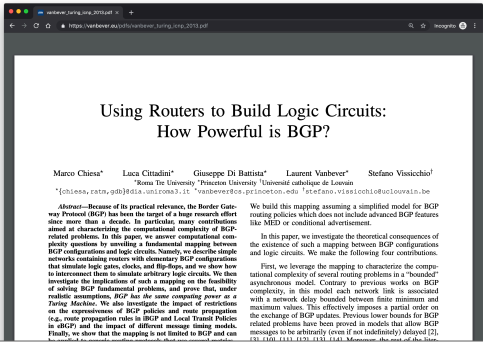 vanbever_turing_icnp_2013.pdf
https://vanbever.eu/pdfs/vanbever_turing_icnp_2013.pdf
Incognito
Using Routers to Build Logic Circuits:
How Powerful is BGP?
Marco Chiesa* Luca Cittadini* Giuseppe Di Battista* Laurent Vanbever* Stefano Vissicchio†
*Roma Tre University *Princeton University †Université catholique de Louvain
*{chiesa,ratm,gdb}@dia.uniroma3.it *vanbever@cs.princeton.edu †stefano.vissicchio@uclouvain.be
Abstract—Because of its practical relevance, the Border Gate-
way Protocol (BGP) has been the target of a huge research effort
since more than a decade. In particular, many contributions
aimed at characterizing the computational complexity of BGP-
related problems. In this paper, we answer computational com-
plexity questions by unveiling a fundamental mapping between
BGP configurations and logic circuits. Namely, we describe simple
networks containing routers with elementary BGP configurations
that simulate logic gates, clocks, and flip-flops, and we show how
to interconnect them to simulate arbitrary logic circuits. We then
investigate the implications of such a mapping on the feasibility
of solving BGP fundamental problems, and prove that, under
realistic assumptions, BGP has the same computing power as a
Turing Machine. We also investigate the impact of restrictions
on the expressiveness of BGP policies and route propagation
(e.g., route propagation rules in iBGP and Local Transit Policies
in eBGP) and the impact of different message timing models.
Finally, we show that the mapping is not limited to BGP and can
We build this mapping assuming a simplified model for BGP
routing policies which does not include advanced BGP features
like MED or conditional advertisement.
In this paper, we investigate the theoretical consequences of
the existence of such a mapping between BGP configurations
and logic circuits. We make the following four contributions.
First, we leverage the mapping to characterize the compu-
tational complexity of several routing problems in a "bounded"
asynchronous model. Contrary to previous works on BGP
complexity, in this model each network link is associated
with a network delay bounded between finite minimum and
maximum values. This effectively imposes a partial order on
the exchange of BGP updates. Previous lower bounds for BGP
related problems have been proved in models that allow BGP
messages to be arbitrarily (even if not indefinitely) delayed [2],